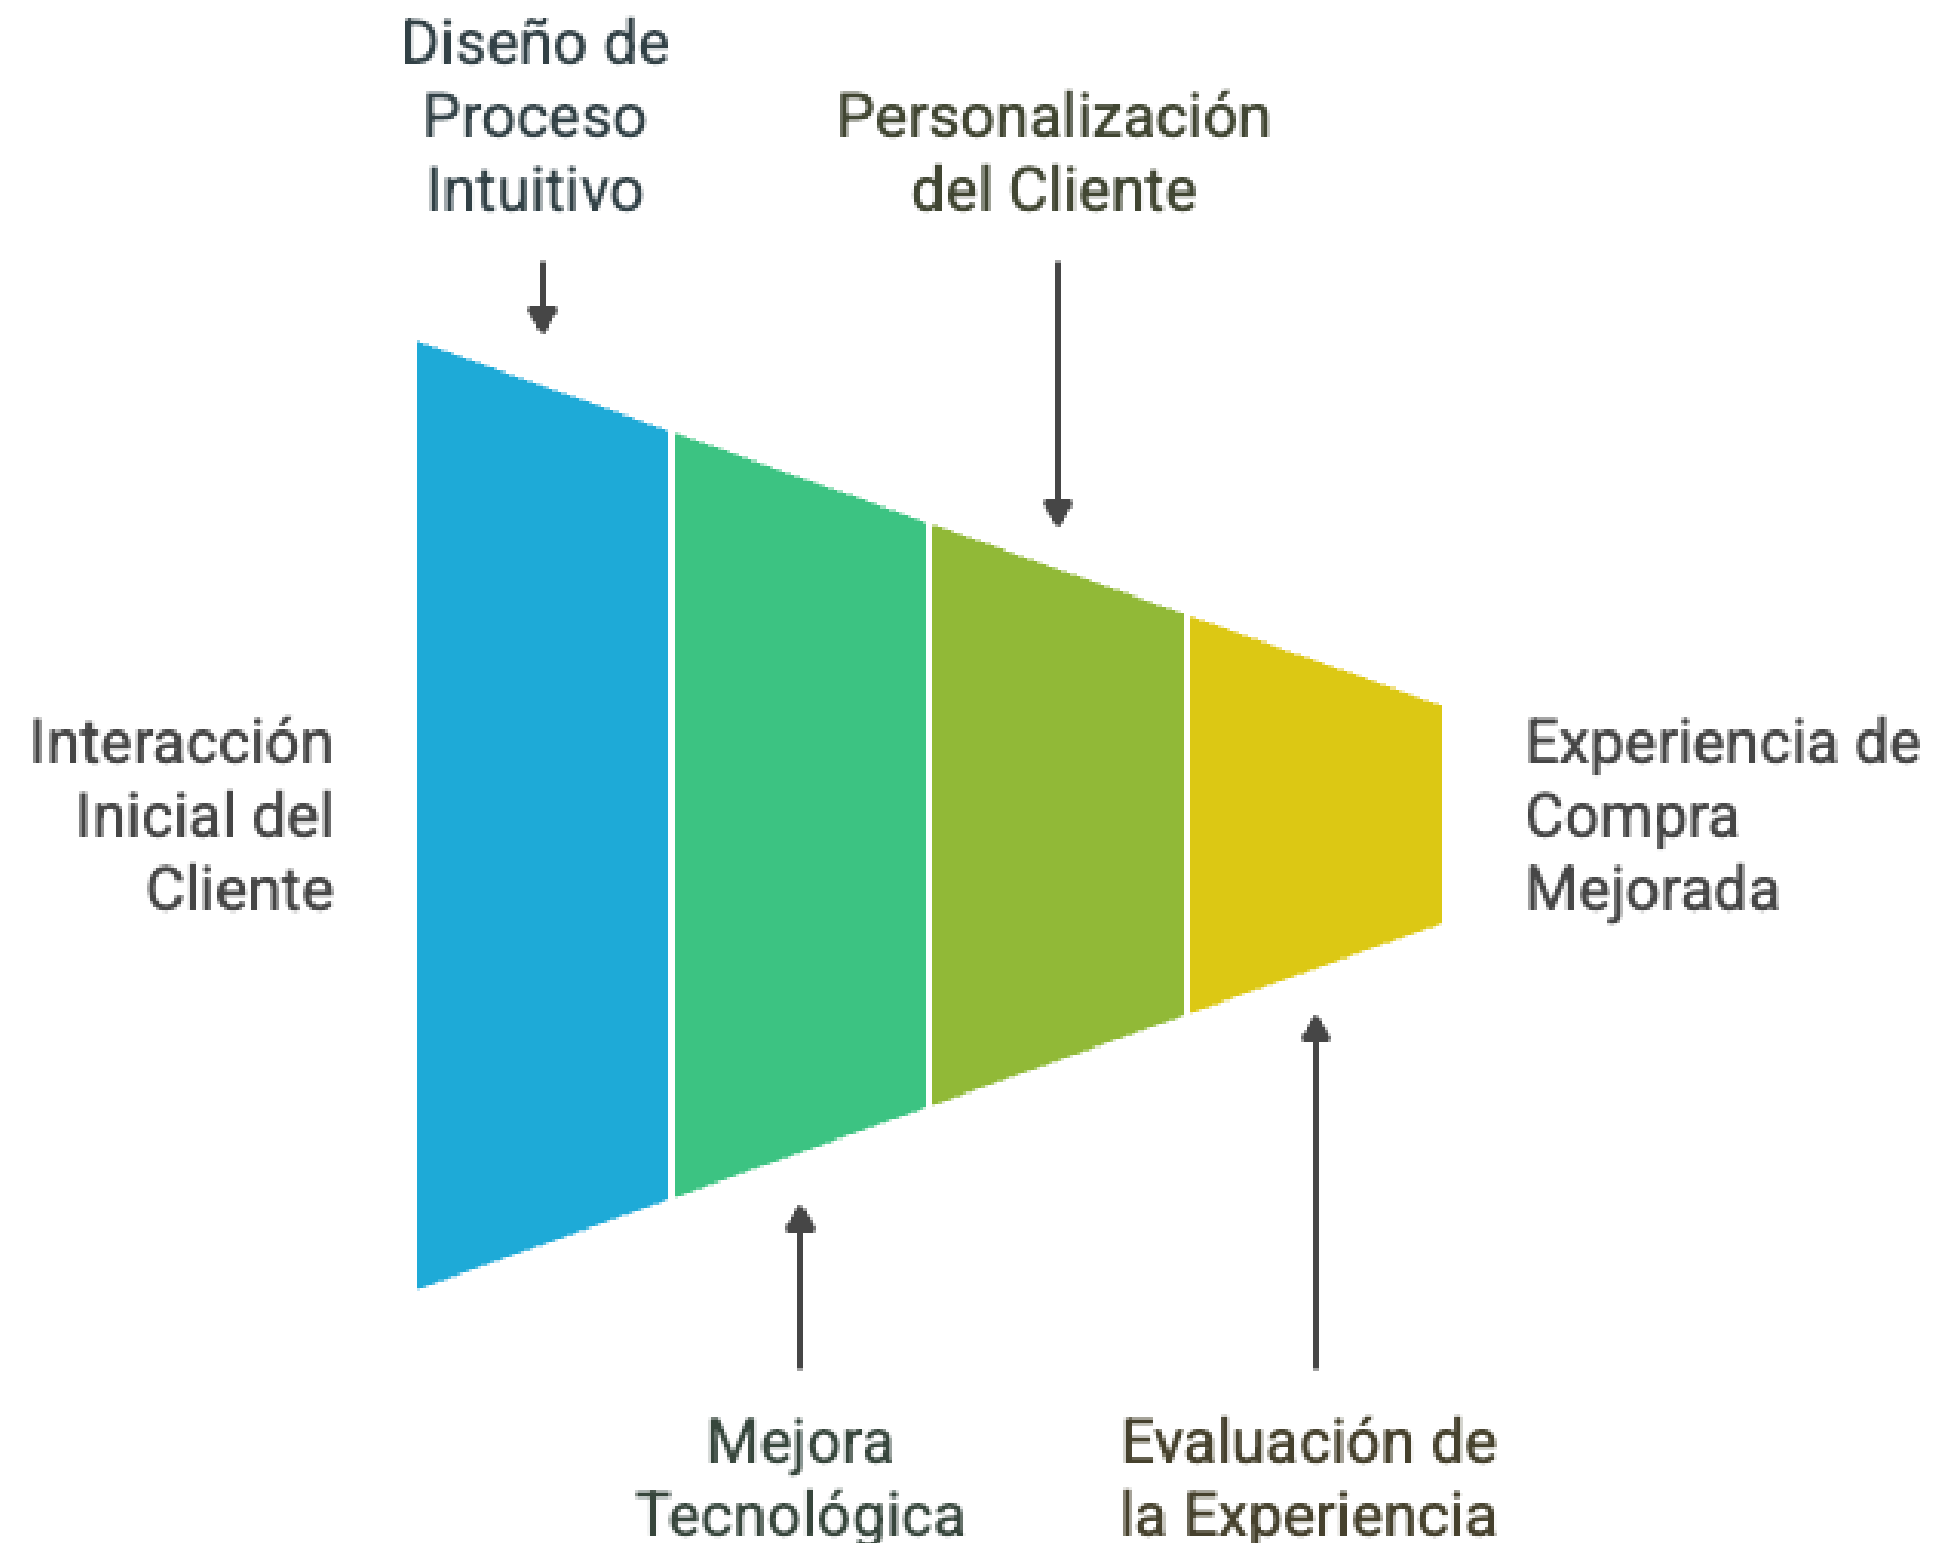 Diseño de
Proceso
Intuitivo
Personalización
del Cliente
Interacción
Inicial del
Cliente
Experiencia de
Compra
Mejorada
Mejora
Tecnológica
Evaluación de
la Experiencia